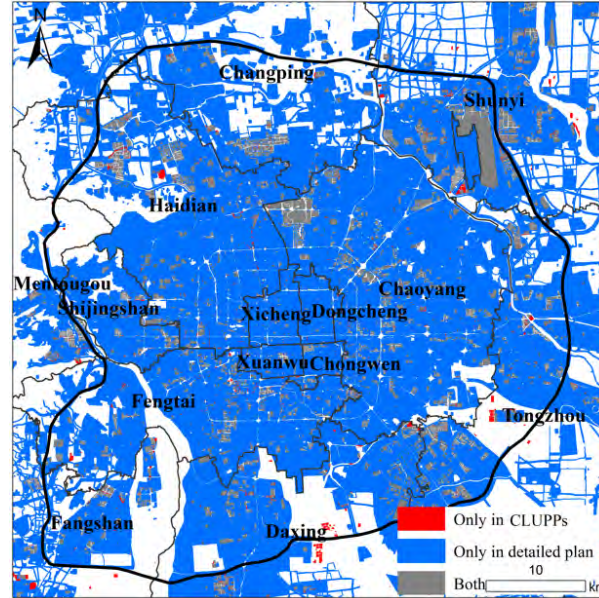 N
Changping
Shunyi
Haidian
Mentougou
Shijingshan
Chaoyang
Xicheng Dongcheng
Xuanwu Chongwen
Fengtai
Tongzhou
Fangshan
Daxing
Only in CLUPPs
Only in detailed plan
Both
10
km